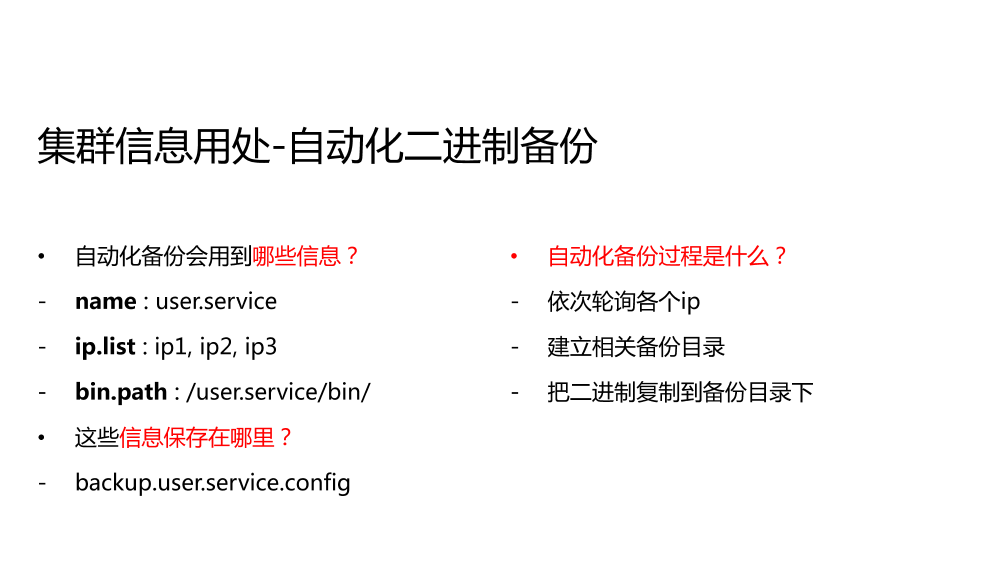 集群信息用处-自动化二进制备份
• 自动化备份会用到哪些信息？
- name : user.service
- ip.list : ip1, ip2, ip3
- bin.path : /user.service/bin/
• 这些信息保存在哪里？
- backup.user.service.config
• 自动化备份过程是什么？
- 依次轮询各个ip
- 建立相关备份目录
- 把二进制复制到备份目录下